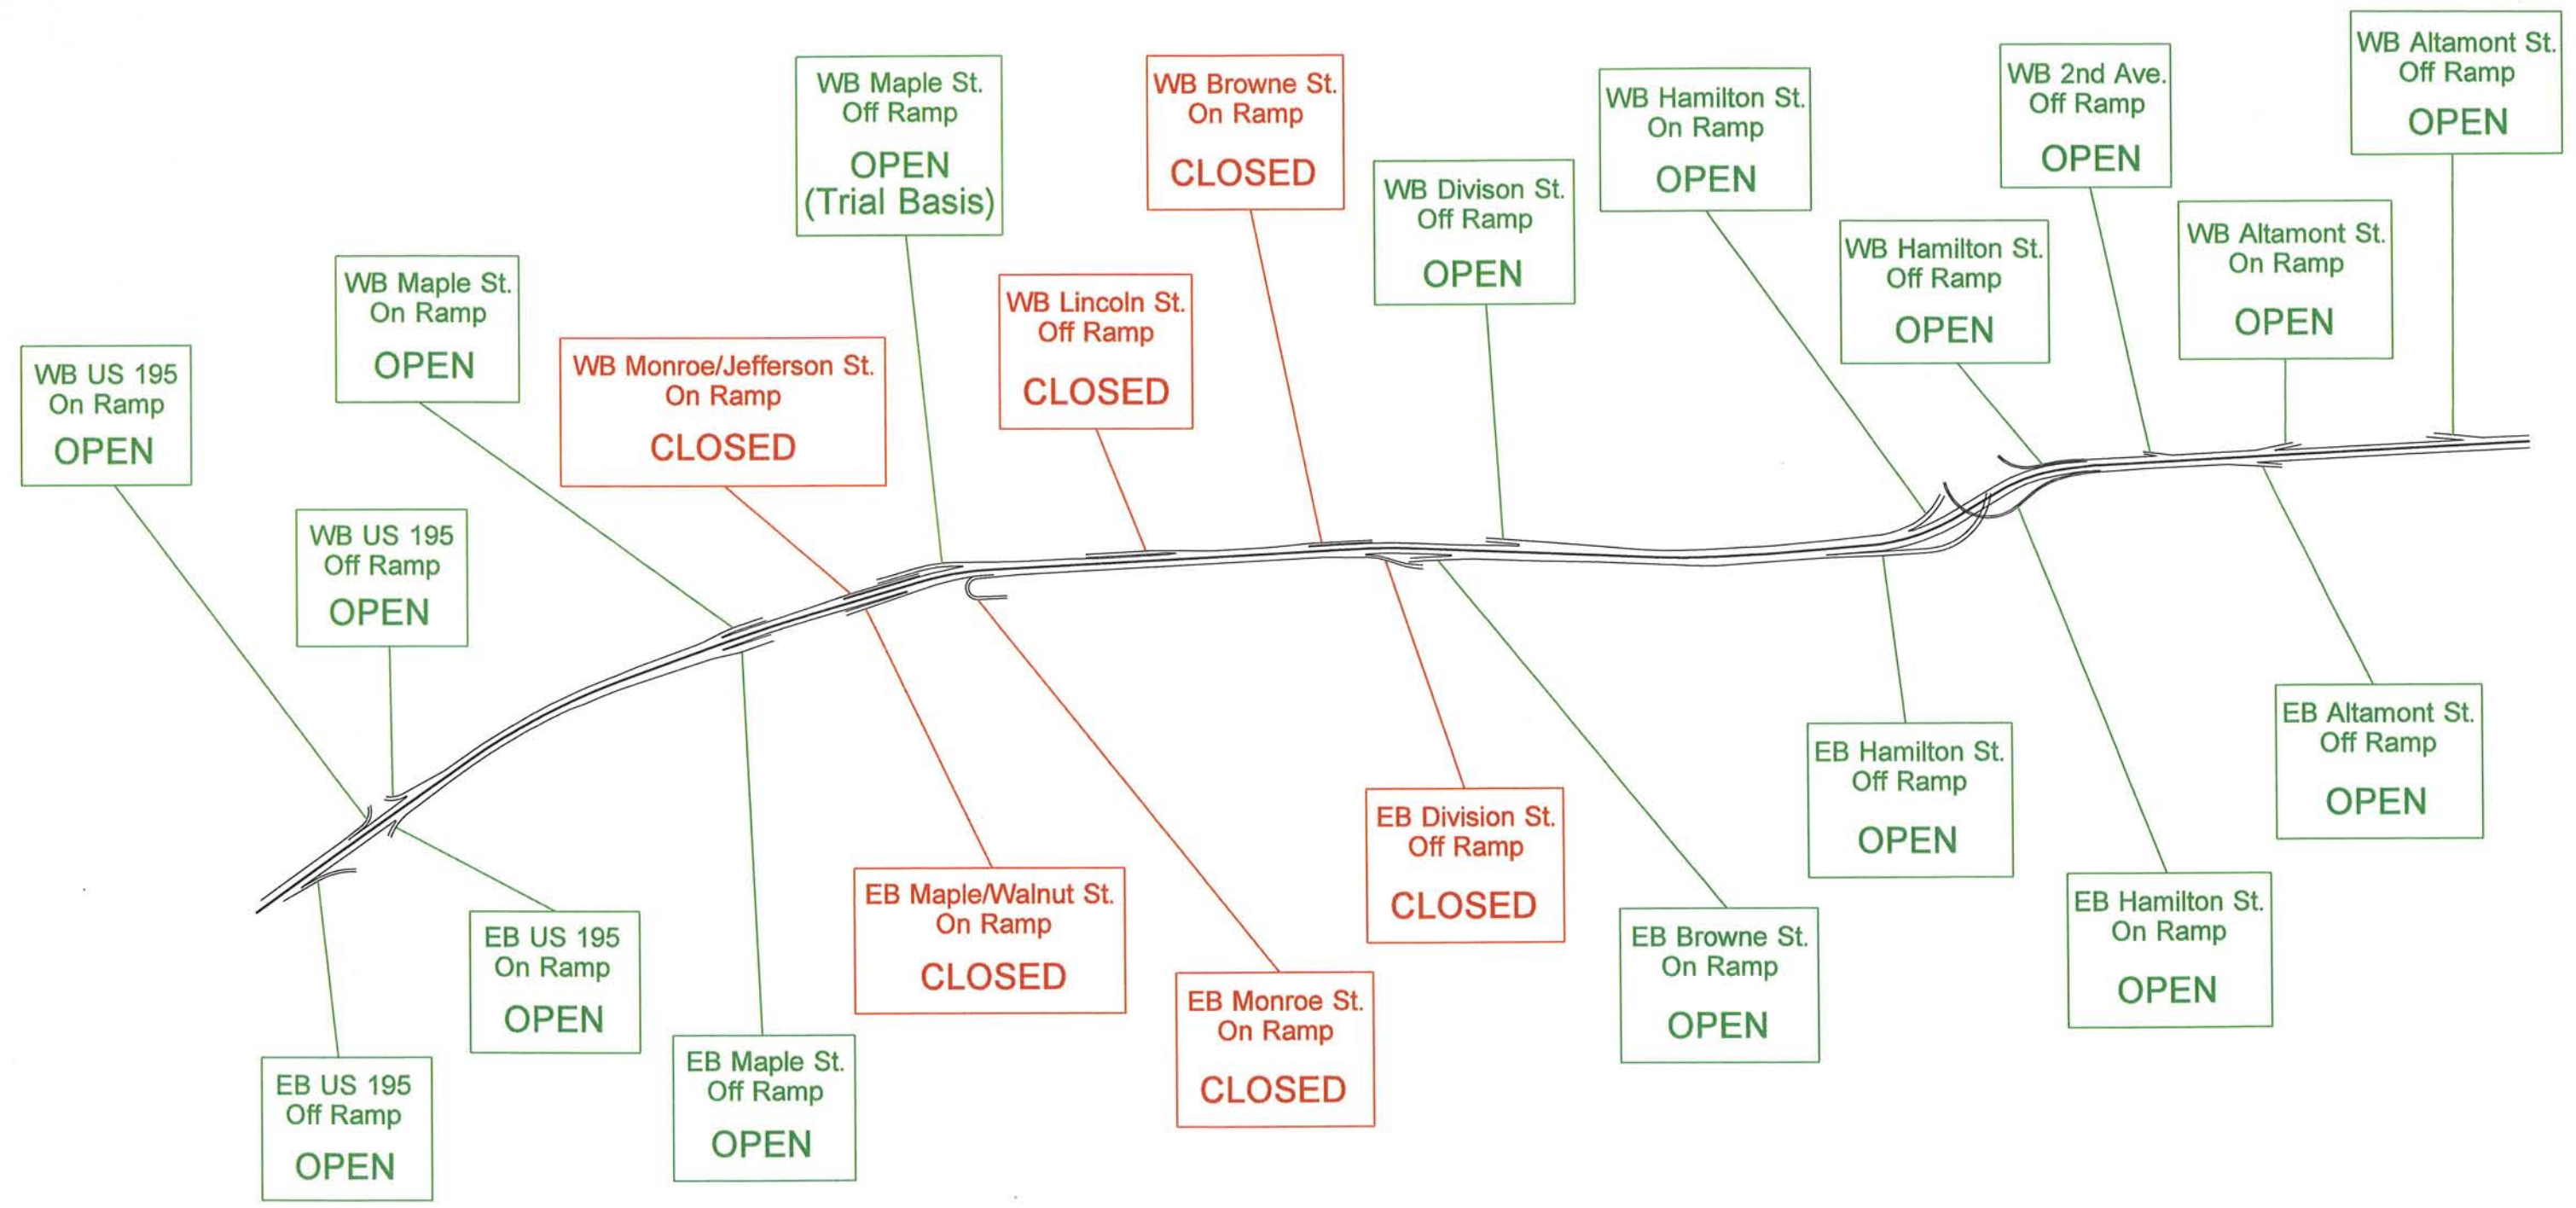 WB Altamont St.
Off Ramp
OPEN
WB 2nd Ave.
Off Ramp
OPEN
WB Maple St.
Off Ramp
OPEN
(Trial Basis)
WB Browne St.
On Ramp
CLOSED
WB Hamilton St.
On Ramp
OPEN
WB Divison St.
Off Ramp
OPEN
WB Altamont St.
On Ramp
OPEN
WB Hamilton St.
Off Ramp
OPEN
WB Maple St.
On Ramp
OPEN
WB Lincoln St.
Off Ramp
CLOSED
WB Monroe/Jefferson St.
On Ramp
CLOSED
WB US 195
On Ramp
OPEN
WB US 195
Off Ramp
OPEN
EB Altamont St.
Off Ramp
OPEN
EB Hamilton St.
Off Ramp
OPEN
EB Division St.
Off Ramp
CLOSED
EB Maple/Walnut St.
On Ramp
CLOSED
EB Hamilton St.
On Ramp
OPEN
EB Browne St.
On Ramp
OPEN
EB US 195
On Ramp
OPEN
EB Monroe St.
On Ramp
CLOSED
EB Maple St.
Off Ramp
OPEN
EB US 195
Off Ramp
OPEN